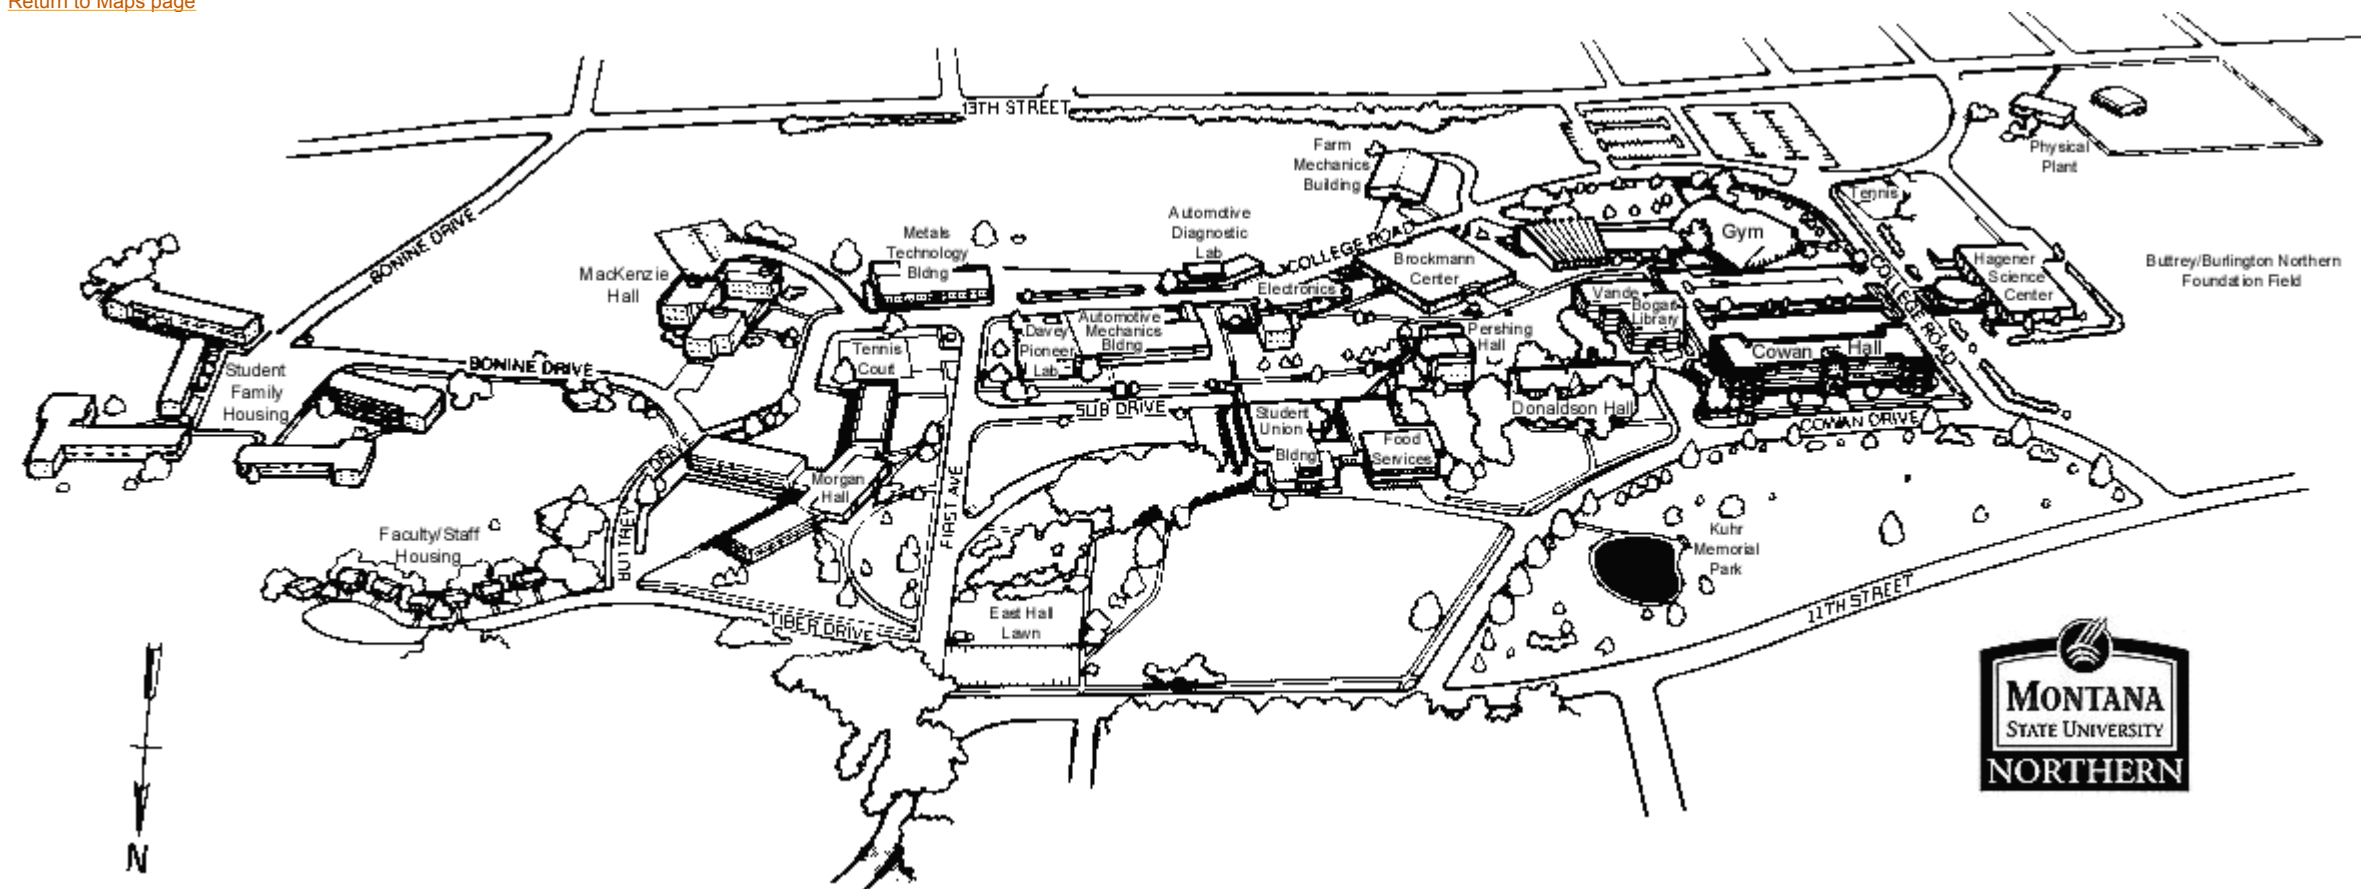 Return to Maps page
13TH STREET
Farm
Mechanics
Building
Physical
Plant
Tennis
Automotive
Diagnostic
Lab
Metals
Technology
Bldng
BONINE DRIVE
MacKenzie
Hall
COLLEGE ROAD
Brockmann
Center
Gym
Hagener
Science
Center
Buttrey/Burlington Northern
Foundation Field
Electronics
Vande
Bogart
Library
COLLEGE ROAD
Automotive
Mechanics
Bldng
Davey
Pioneer
Lab
Pershing
Hall
Tennis
Court
Cowan Hall
BONINE DRIVE
Student
Family
Housing
SUB DRIVE
Student
Union
Bldng
Donaldson Hall
COWAN DRIVE
Food
Services
BUTTREY DRIVE
Morgan
Hall
FIRST AVE
Faculty/Staff
Housing
Kuhr
Memorial
Park
11TH STREET
East Hall
Lawn
TIBER DRIVE
N
MONTANA
STATE UNIVERSITY
NORTHERN